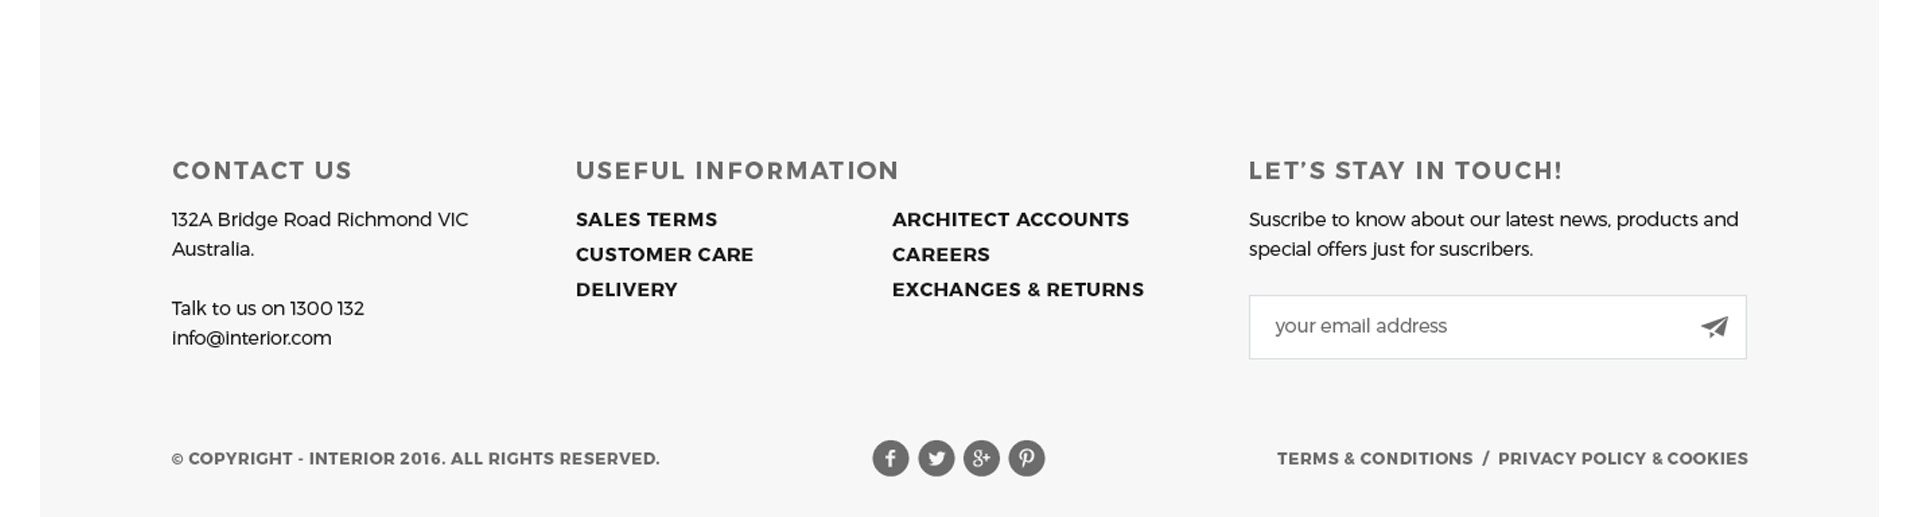 CONTACT US
132A Bridge Road Richmond VIC
Australia.
Talk to us on 1300 132
info@interior.com
USEFUL INFORMATION
SALES TERMS
CUSTOMER CARE
DELIVERY
ARCHITECT ACCOUNTS
CAREERS
EXCHANGES & RETURNS
LET'S STAY IN TOUCH!
Suscribe to know about our latest news, products and
special offers just for suscribers.
your email address
© COPYRIGHT - INTERIOR 2016. ALL RIGHTS RESERVED.
TERMS & CONDITIONS / PRIVACY POLICY & COOKIES